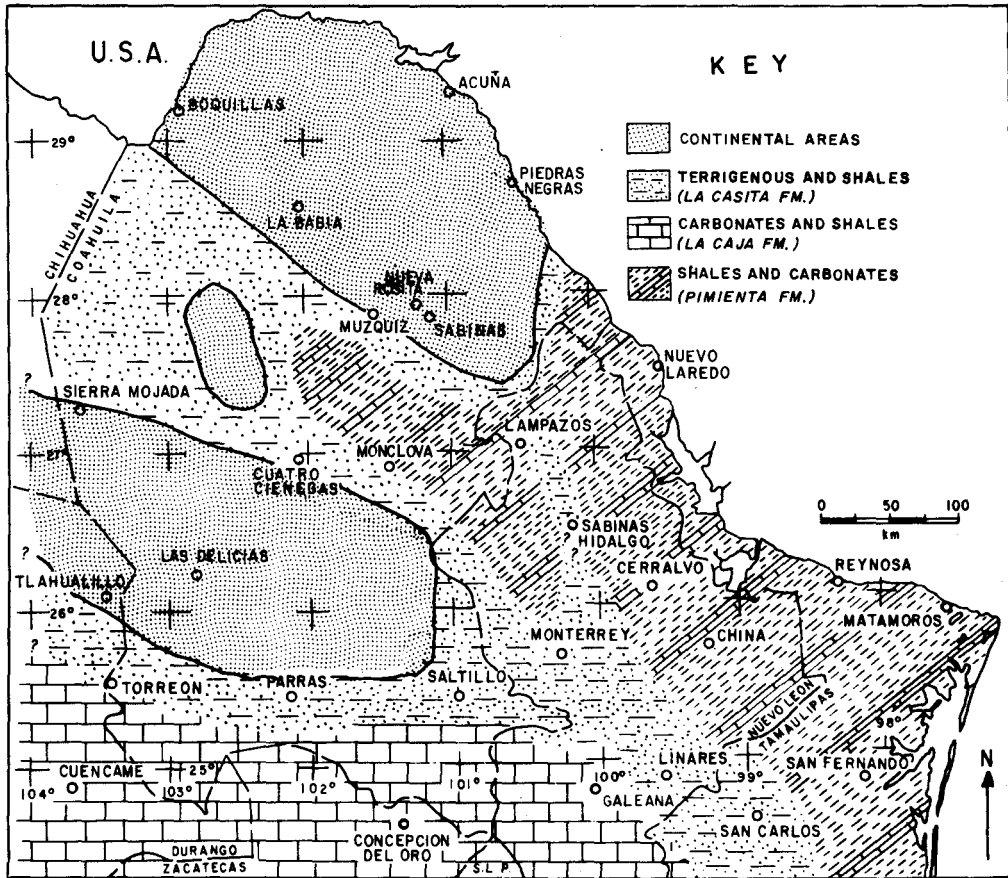 U.S.A.
KEY
ACUÑA
BOQUILLAS
29°
CONTINENTAL AREAS
PIEDRAS
NEGRAS
TERRIGENOUS AND SHALES
(LA CASITA FM.)
CHIHUAHUA
COAHUILA
LA BABIA
CARBONATES AND SHALES
(LA CAJA FM.)
NUEVA
ROSITA
SHALES AND CARBONATES
(PIMIENTA FM.)
28°
MUZQUIZ
SABINAS
NUEVO
LAREDO
?
SIERRA MOJADA
LAMPAZOS
27°
MONCLOVA
CUATRO
CIENEGAS
0 50 100
km
SABINAS
HIDALGO
?
LAS DELICIAS
CERRALVO
REYNOSA
TLAHUALILLO
26°
MATAMOROS
MONTERREY
CHINA
?
TORREON
PARRAS
SALTILLO
NUEVO LEON
TAMAULIPAS
98°
LINARES
N
CUENCAME
25°
SAN FERNANDO
104°
103°
102°
101°
100°
99°
GALEANA
CONCEPCION
DEL ORO
SAN CARLOS
DURANGO
ZACATECAS
S.L.P.